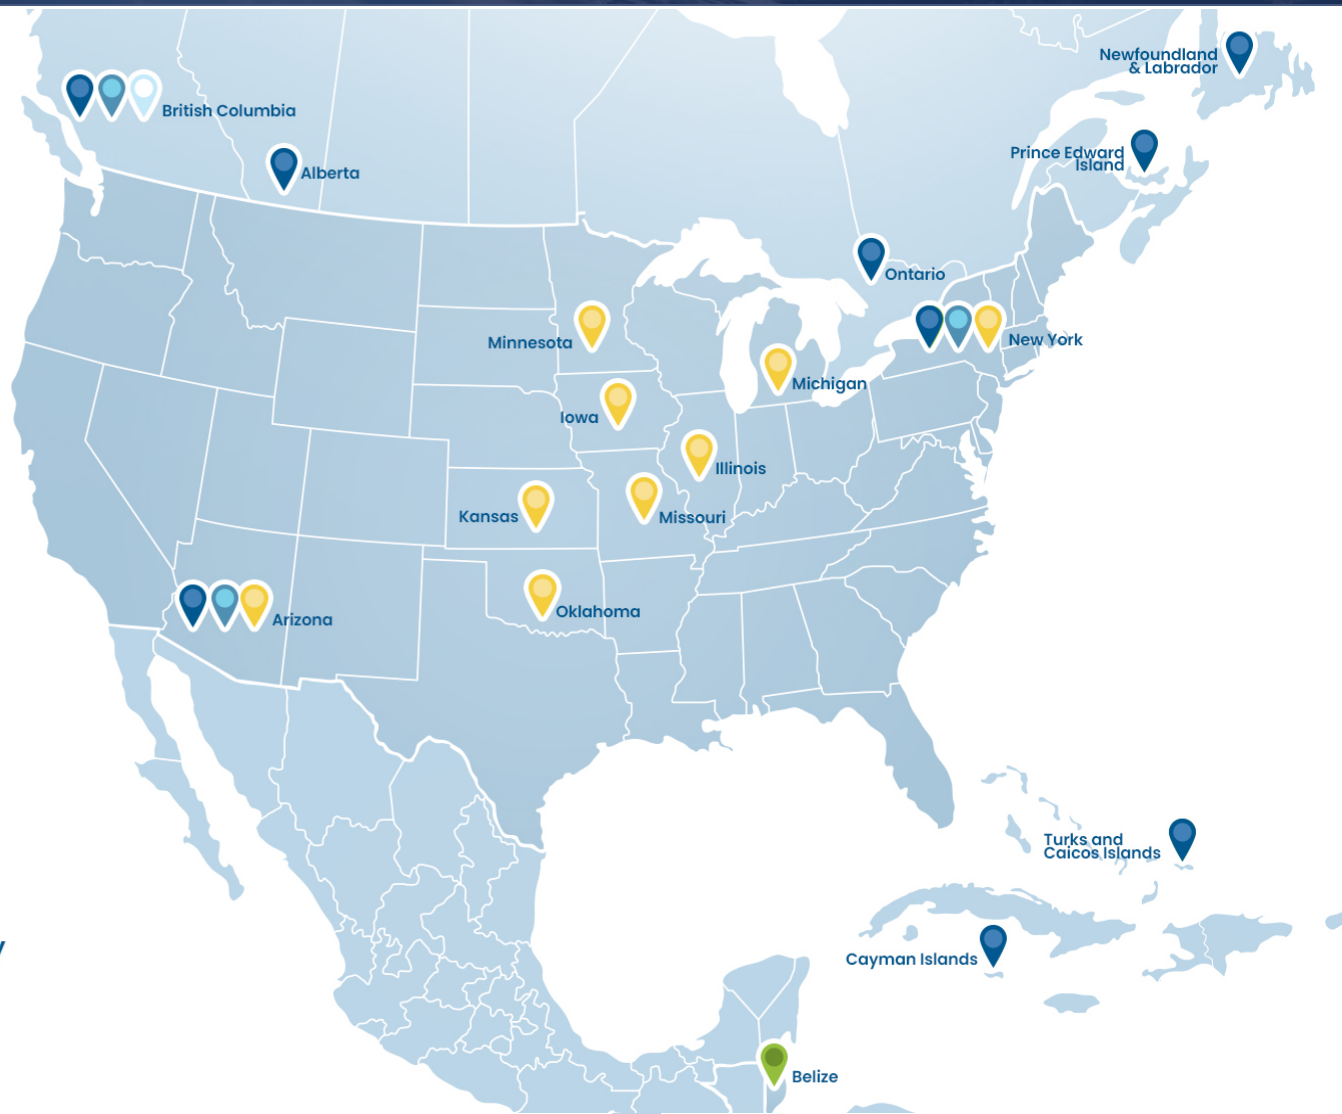 Newfoundland
& Labrador
British Columbia
Prince Edward
Island
Alberta
Ontario
Minnesota
New York
Michigan
Iowa
Illinois
Kansas
Missouri
Oklahoma
Arizona
Turks and
Caicos Islands
Cayman Islands
Belize